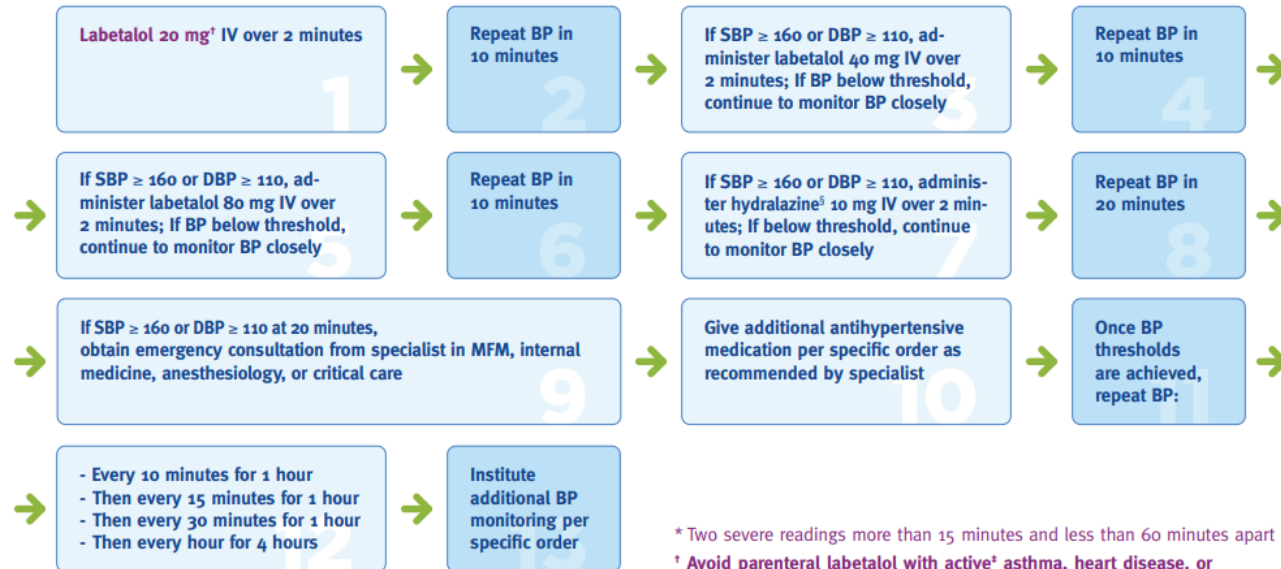 Labetalol 20 mg† IV over 2 minutes
1
Repeat BP in
10 minutes
2
If SBP ≥ 160 or DBP ≥ 110, ad-
minister labetalol 40 mg IV over
2 minutes; If BP below threshold,
continue to monitor BP closely
3
Repeat BP in
10 minutes
4
If SBP ≥ 160 or DBP ≥ 110, ad-
minister labetalol 80 mg IV over
2 minutes; If BP below threshold,
continue to monitor BP closely
5
Repeat BP in
10 minutes
6
If SBP ≥ 160 or DBP ≥ 110, adminis-
ter hydralazine§ 10 mg IV over 2 min-
utes; If below threshold, continue
to monitor BP closely
7
Repeat BP in
20 minutes
8
If SBP ≥ 160 or DBP ≥ 110 at 20 minutes,
obtain emergency consultation from specialist in MFM, internal
medicine, anesthesiology, or critical care
9
Give additional antihypertensive
medication per specific order as
recommended by specialist
10
Once BP
thresholds
are achieved,
repeat BP:
11
- Every 10 minutes for 1 hour
- Then every 15 minutes for 1 hour
- Then every 30 minutes for 1 hour
- Then every hour for 4 hours
12
Institute
additional BP
monitoring per
specific order
13
* Two severe readings more than 15 minutes and less than 60 minutes apart
† Avoid parenteral labetalol with active‡ asthma, heart disease, or